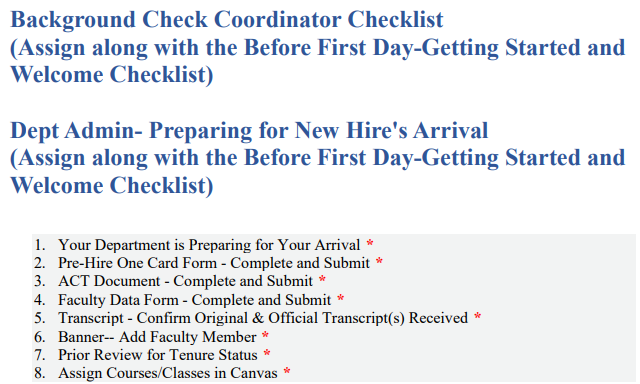 Background Check Coordinator Checklist
(Assign along with the Before First Day-Getting Started and
Welcome Checklist)
Dept Admin- Preparing for New Hire's Arrival
(Assign along with the Before First Day-Getting Started and
Welcome Checklist)
1. Your Department is Preparing for Your Arrival *
2. Pre-Hire One Card Form - Complete and Submit *
3. ACT Document - Complete and Submit *
4. Faculty Data Form - Complete and Submit *
5. Transcript - Confirm Original & Official Transcript(s) Received *
6. Banner-- Add Faculty Member *
7. Prior Review for Tenure Status *
8. Assign Courses/Classes in Canvas *